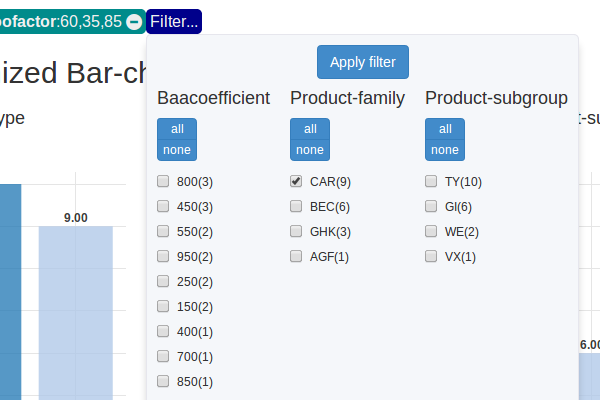 ofactor:60,35,85 Filter...
Apply filter
ized Bar-ch
Baacoefficient Product-family Product-subgroup
ype
t-su
all all all
none none none
800(3) CAR(9) TY(10)
450(3) BEC(6) GI(6)
9.00
550(2) GHK(3) WE(2)
950(2) AGF(1) VX(1)
250(2)
150(2)
400(1)
6.00
700(1)
850(1)